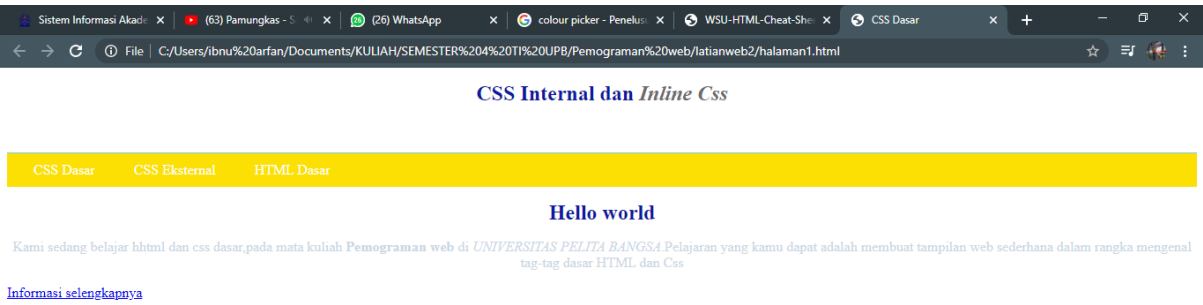 Sistem Informasi Akade
(63) Pamungkas - S
(26) WhatsApp
colour picker - Penelusu
WSU-HTML-Cheat-She
CSS Dasar
File | C:/Users/ibnu%20arfan/Documents/KULIAH/SEMESTER%204%20TI%20UPB/Pemograman%20web/latianweb2/halaman1.html
CSS Internal dan Inline Css
CSS Dasar CSS Eksternal HTML Dasar
Hello world
Kami sedang belajar hhtml dan css dasar,pada mata kuliah Pemograman web di UNIVERSITAS PELITA BANGSA.Pelajaran yang kamu dapat adalah membuat tampilan web sederhana dalam rangka mengenal
tag-tag dasar HTML dan Css
Informasi selengkapnya